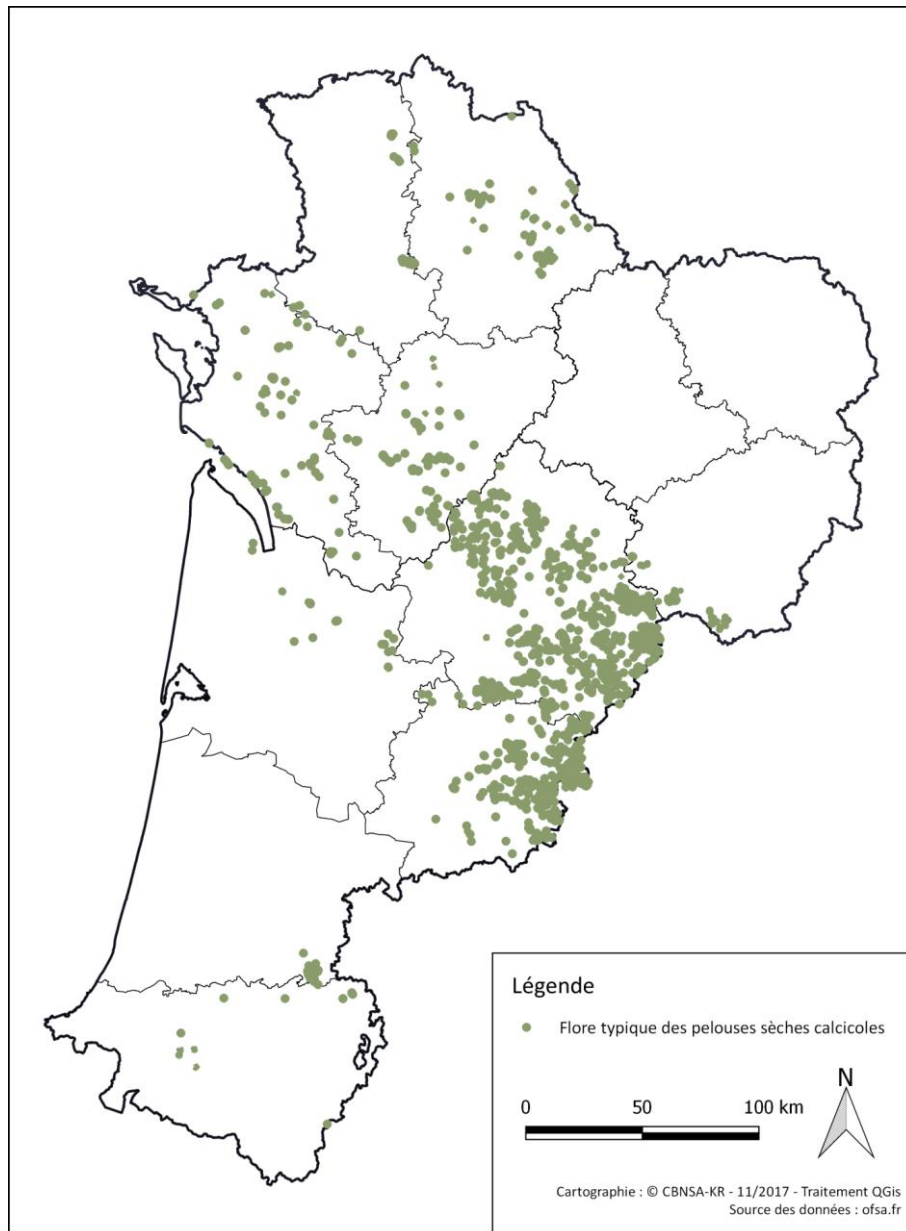 Légende
Flore typique des pelouses sèches calcicoles
0 50 100 km
N
Cartographie : © CBNSA-KR - 11/2017 - Traitement QGis
Source des données : ofsa.fr